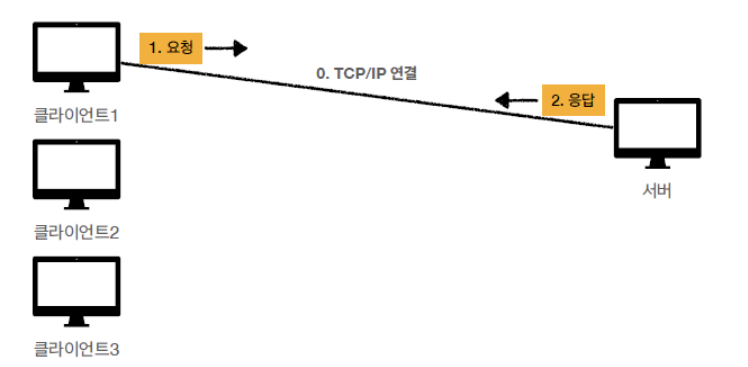 1. 요청
0. TCP/IP 연결
2. 응답
클라이언트1
서버
클라이언트2
클라이언트3